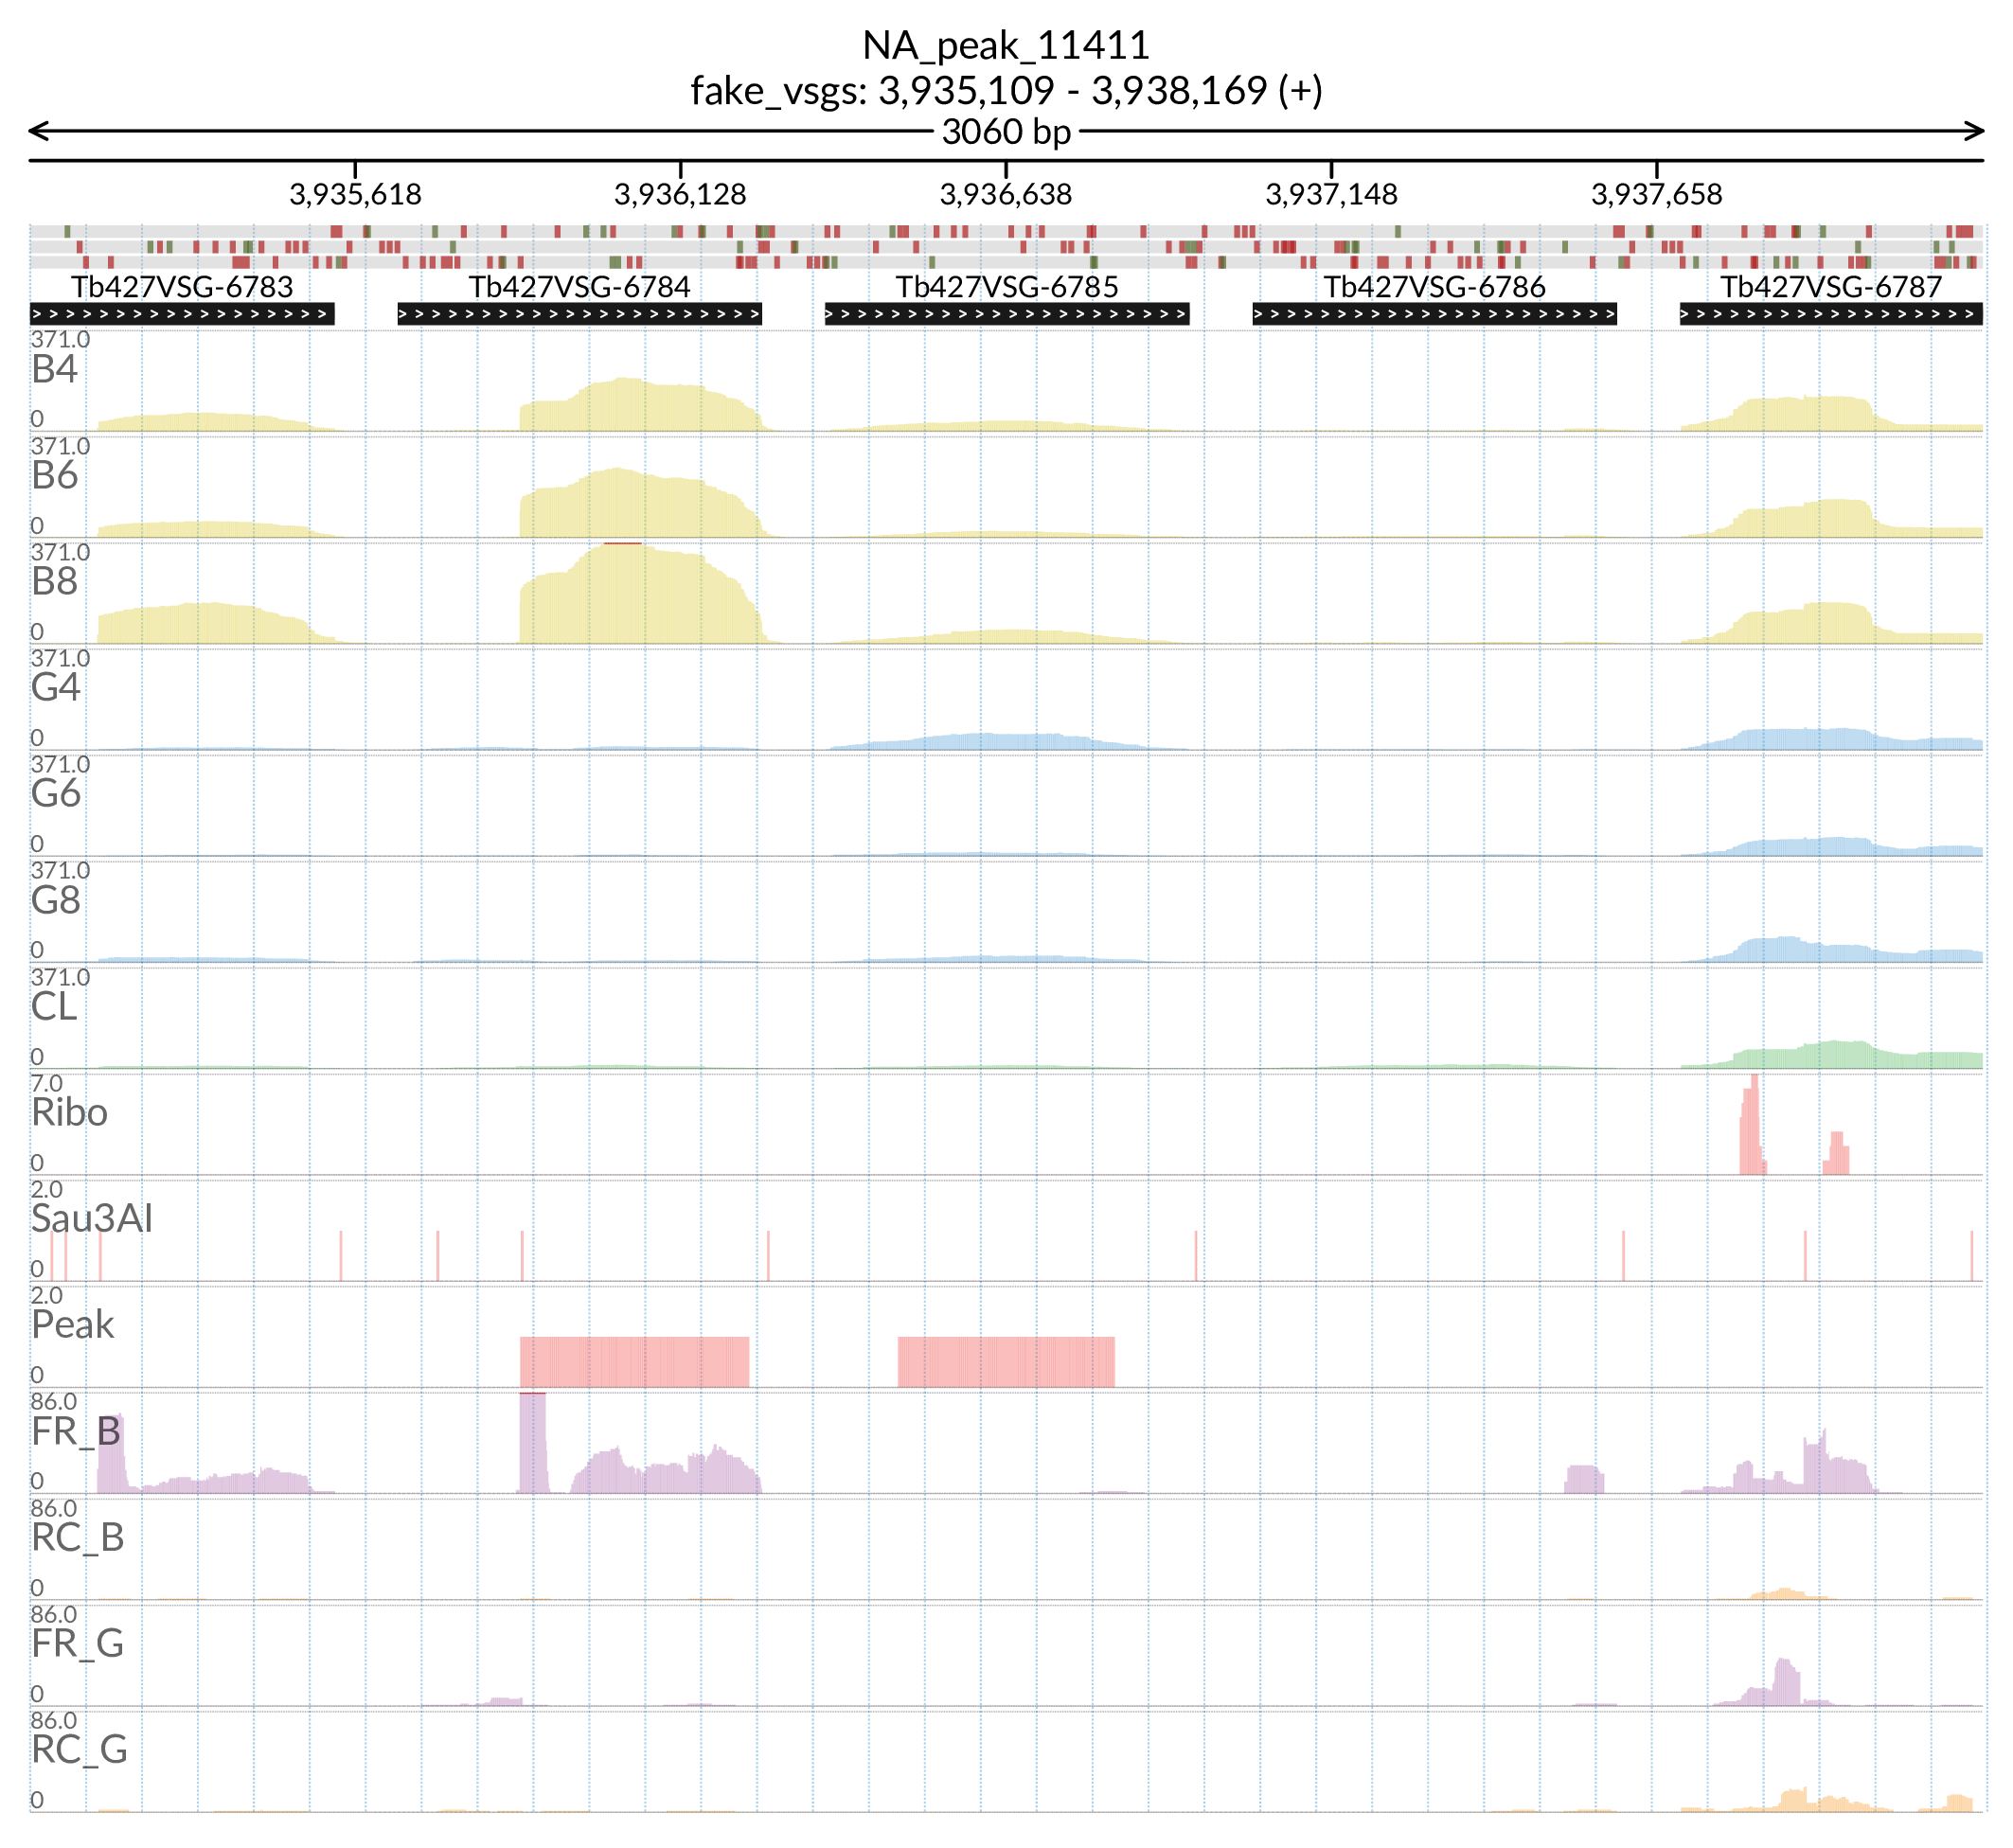 NA_peak_11411
fake_vsgs: 3,935,109 - 3,938,169 (+)
3060 bp
3,935,618 3,936,128 3,936,638 3,937,148 3,937,658
Tb427VSG-6783 Tb427VSG-6784 Tb427VSG-6785 Tb427VSG-6786 Tb427VSG-6787
371.0
B4
0
371.0
B6
0
371.0
B8
0
371.0
G4
0
371.0
G6
0
371.0
G8
0
371.0
CL
0
7.0
Ribo
0
2.0
Sau3AI
0
2.0
Peak
0
86.0
FR_B
0
86.0
RC_B
0
86.0
FR_G
0
86.0
RC_G
0